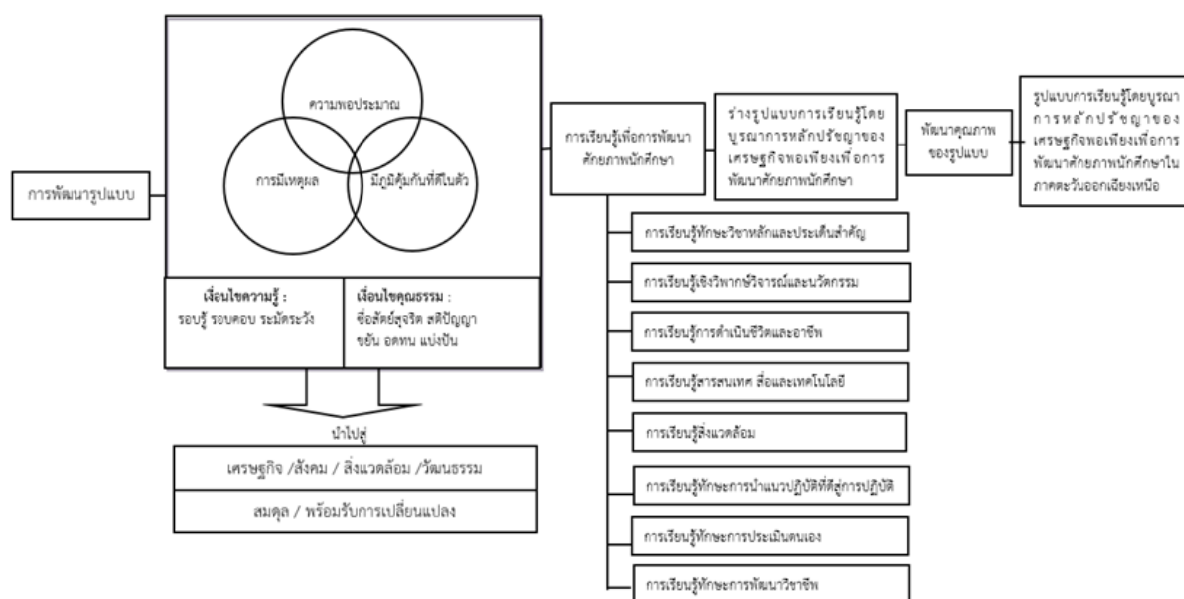 การพัฒนารูปแบบ
ความพอประมาณ
การมีเหตุผล
มีภูมิคุ้มกันที่ดีในตัว
เงื่อนไขความรู้ :
รอบรู้ รอบคอบ ระมัดระวัง
เงื่อนไขคุณธรรม :
ซื่อสัตย์สุจริต สติปัญญา
ขยัน อดทน แบ่งปัน
นำไปสู่
เศรษฐกิจ /สังคม / สิ่งแวดล้อม /วัฒนธรรม
สมดุล / พร้อมรับการเปลี่ยนแปลง
การเรียนรู้เพื่อการพัฒนา
ศักยภาพนักศึกษา
การเรียนรู้ทักษะวิชาหลักและประเด็นสำคัญ
การเรียนรู้เชิงวิพากษ์วิจารณ์และนวัตกรรม
การเรียนรู้การดำเนินชีวิตและอาชีพ
การเรียนรู้สารสนเทศ สื่อและเทคโนโลยี
การเรียนรู้สิ่งแวดล้อม
การเรียนรู้ทักษะการนำแนวปฏิบัติที่ดีสู่การปฏิบัติ
การเรียนรู้ทักษะการประเมินตนเอง
การเรียนรู้ทักษะการพัฒนาวิชาชีพ
ร่างรูปแบบการเรียนรู้โดย
บูรณาการหลักปรัชญาของ
เศรษฐกิจพอเพียงเพื่อการ
พัฒนาศักยภาพนักศึกษา
พัฒนาคุณภาพ
ของรูปแบบ
รูปแบบการเรียนรู้โดยบูรณา
การหลักปรัชญาของ
เศรษฐกิจพอเพียงเพื่อการ
พัฒนาศักยภาพนักศึกษาใน
ภาคตะวันออกเฉียงเหนือ